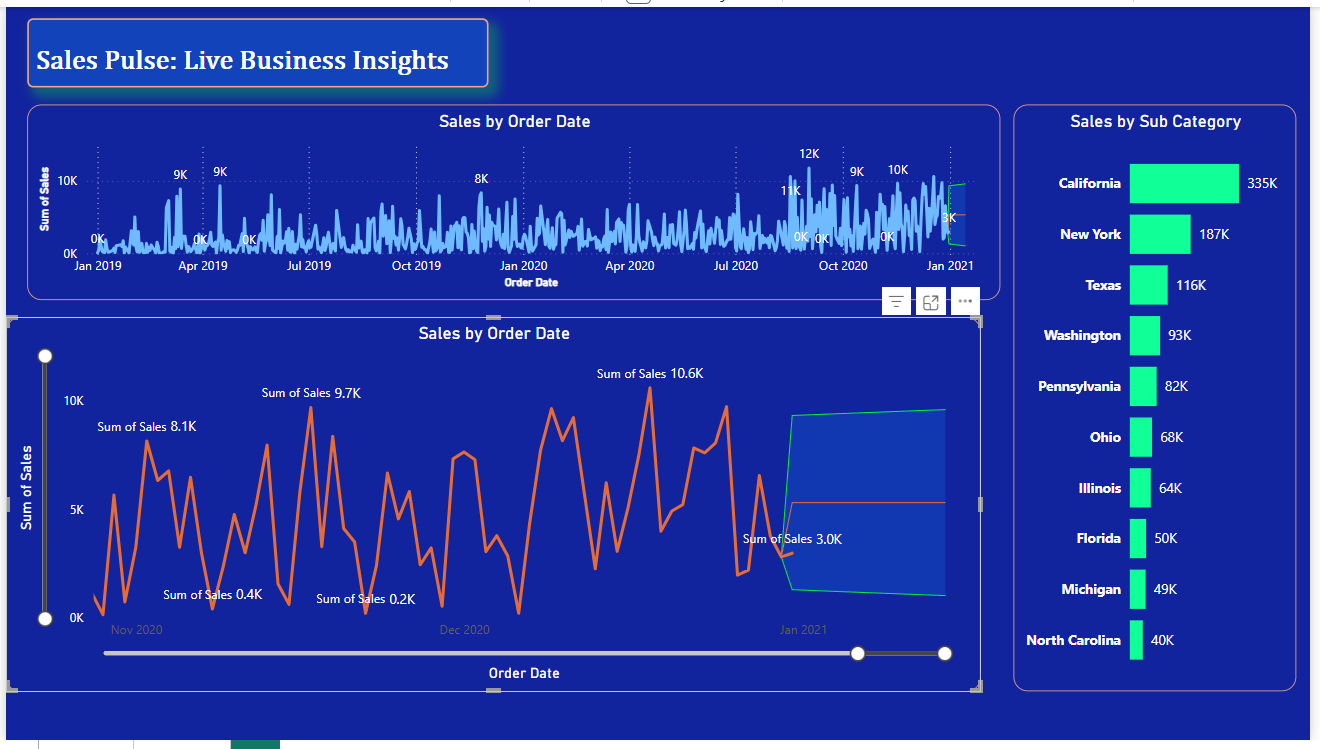 Sales Pulse: Live Business Insights
Sales by Order Date
Sum of Sales
10K
0K
0K
9K
0K
9K
0K
8K
11K
12K
0K
0K
9K
0K
10K
3K
Jan 2019
Apr 2019
Jul 2019
Oct 2019
Jan 2020
Apr 2020
Jul 2020
Oct 2020
Jan 2021
Order Date
Sales by Order Date
Sum of Sales
10K
5K
0K
Sum of Sales 8.1K
Sum of Sales 9.7K
Sum of Sales 10.6K
Sum of Sales 0.4K
Sum of Sales 0.2K
Sum of Sales 3.0K
Nov 2020
Dec 2020
Jan 2021
Order Date
Sales by Sub Category
California 335K
New York 187K
Texas 116K
Washington 93K
Pennsylvania 82K
Ohio 68K
Illinois 64K
Florida 50K
Michigan 49K
North Carolina 40K